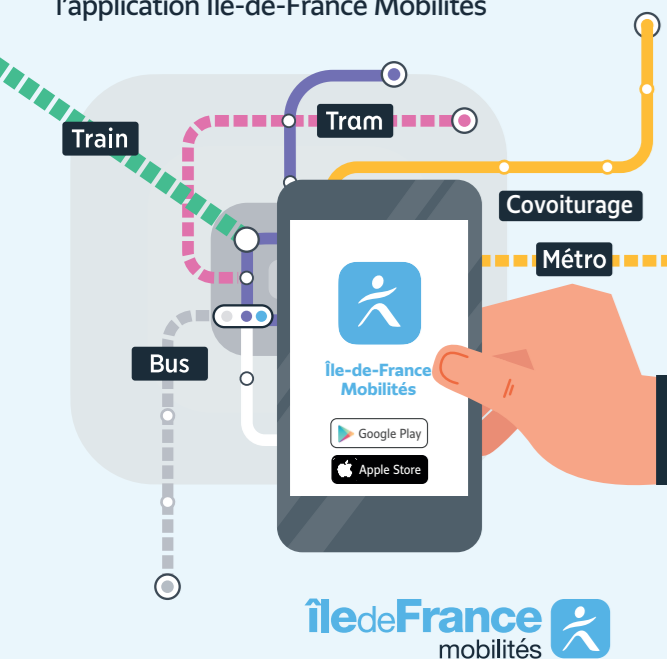 l'application Île-de-France Mobilités
Train
Tram
Covoiturage
Métro
Bus
Île-de-France
Mobilités
Google Play
Apple Store
îledeFrance
mobilités